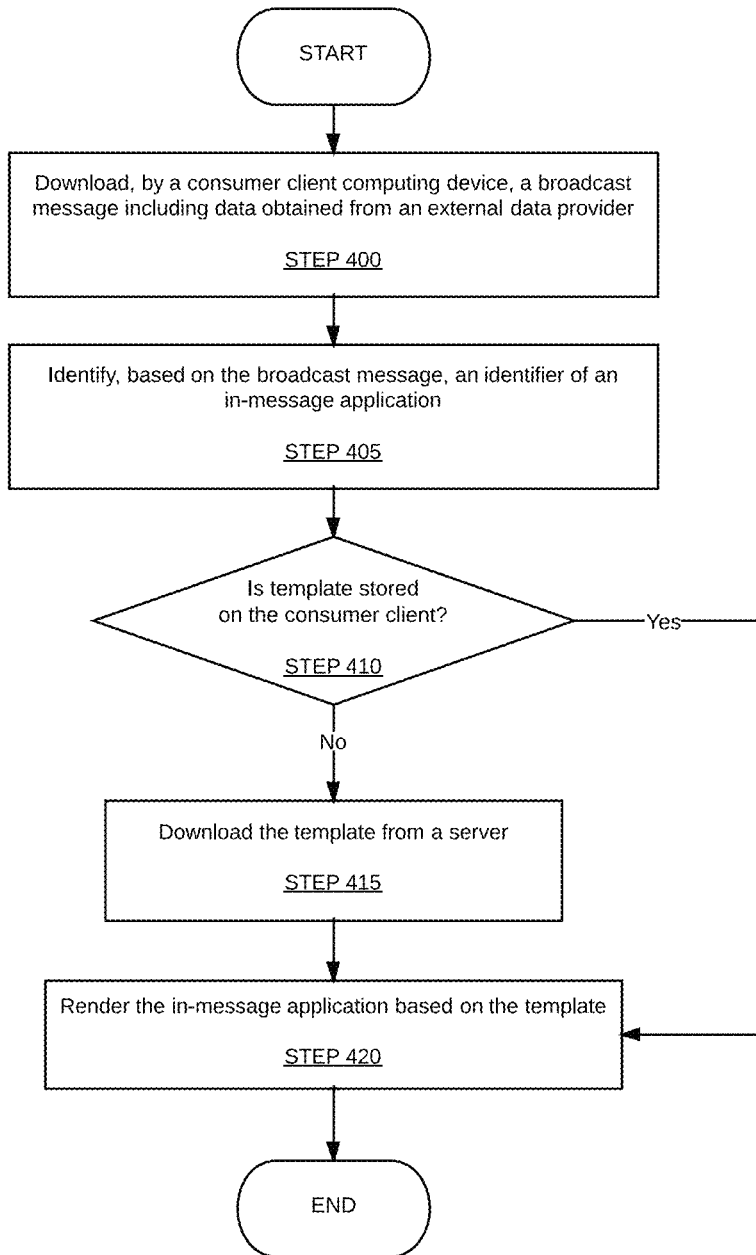 START
Download, by a consumer client computing device, a broadcast
message including data obtained from an external data provider
STEP 400
Identify, based on the broadcast message, an identifier of an
in-message application
STEP 405
Is template stored
on the consumer client?
STEP 410
Yes
No
Download the template from a server
STEP 415
Render the in-message application based on the template
STEP 420
END